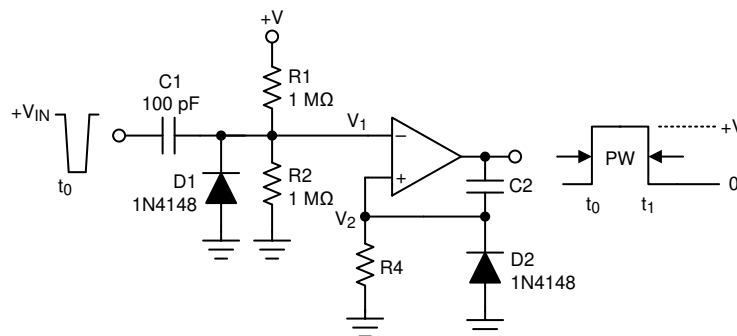 +V
C1
100 pF
R1
1 MΩ
+VIN
t0
V1
D1
1N4148
R2
1 MΩ
−
+
V2
C2
R4
D2
1N4148
PW
+V
0
t0
t1